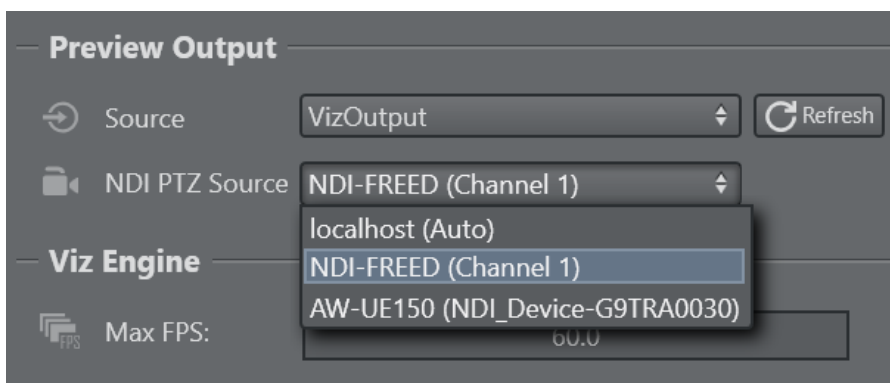 Preview Output
Source VizOutput Refresh
NDI PTZ Source NDI-FREED (Channel 1)
localhost (Auto)
Viz Engine NDI-FREED (Channel 1)
AW-UE150 (NDI_Device-G9TRA0030)
FPS Max FPS: 60.0